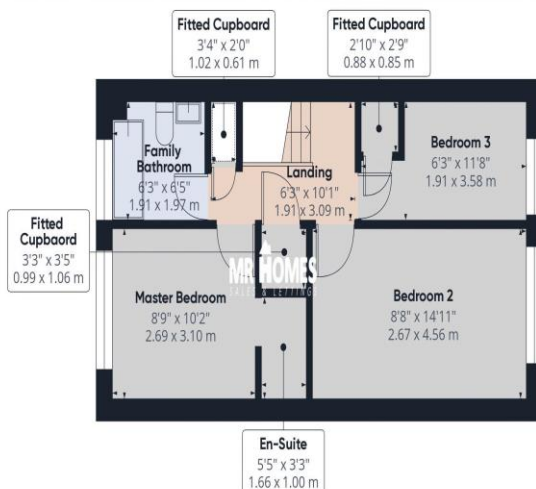 Fitted Cupboard
3'4" x 2'0"
1.02 x 0.61 m
Fitted Cupboard
2'10" x 2'9"
0.88 x 0.85 m
Family
Bathroom
6'3" x 6'5"
1.91 x 1.97 m
Landing
6'3" x 10'1"
1.91 x 3.09 m
Bedroom 3
6'3" x 11'8"
1.91 x 3.58 m
Fitted
Cupbaord
3'3" x 3'5"
0.99 x 1.06 m
MR HOMES
SALES & LETTINGS
Master Bedroom
8'9" x 10'2"
2.69 x 3.10 m
Bedroom 2
8'8" x 14'11"
2.67 x 4.56 m
En-Suite
5'5" x 3'3"
1.66 x 1.00 m